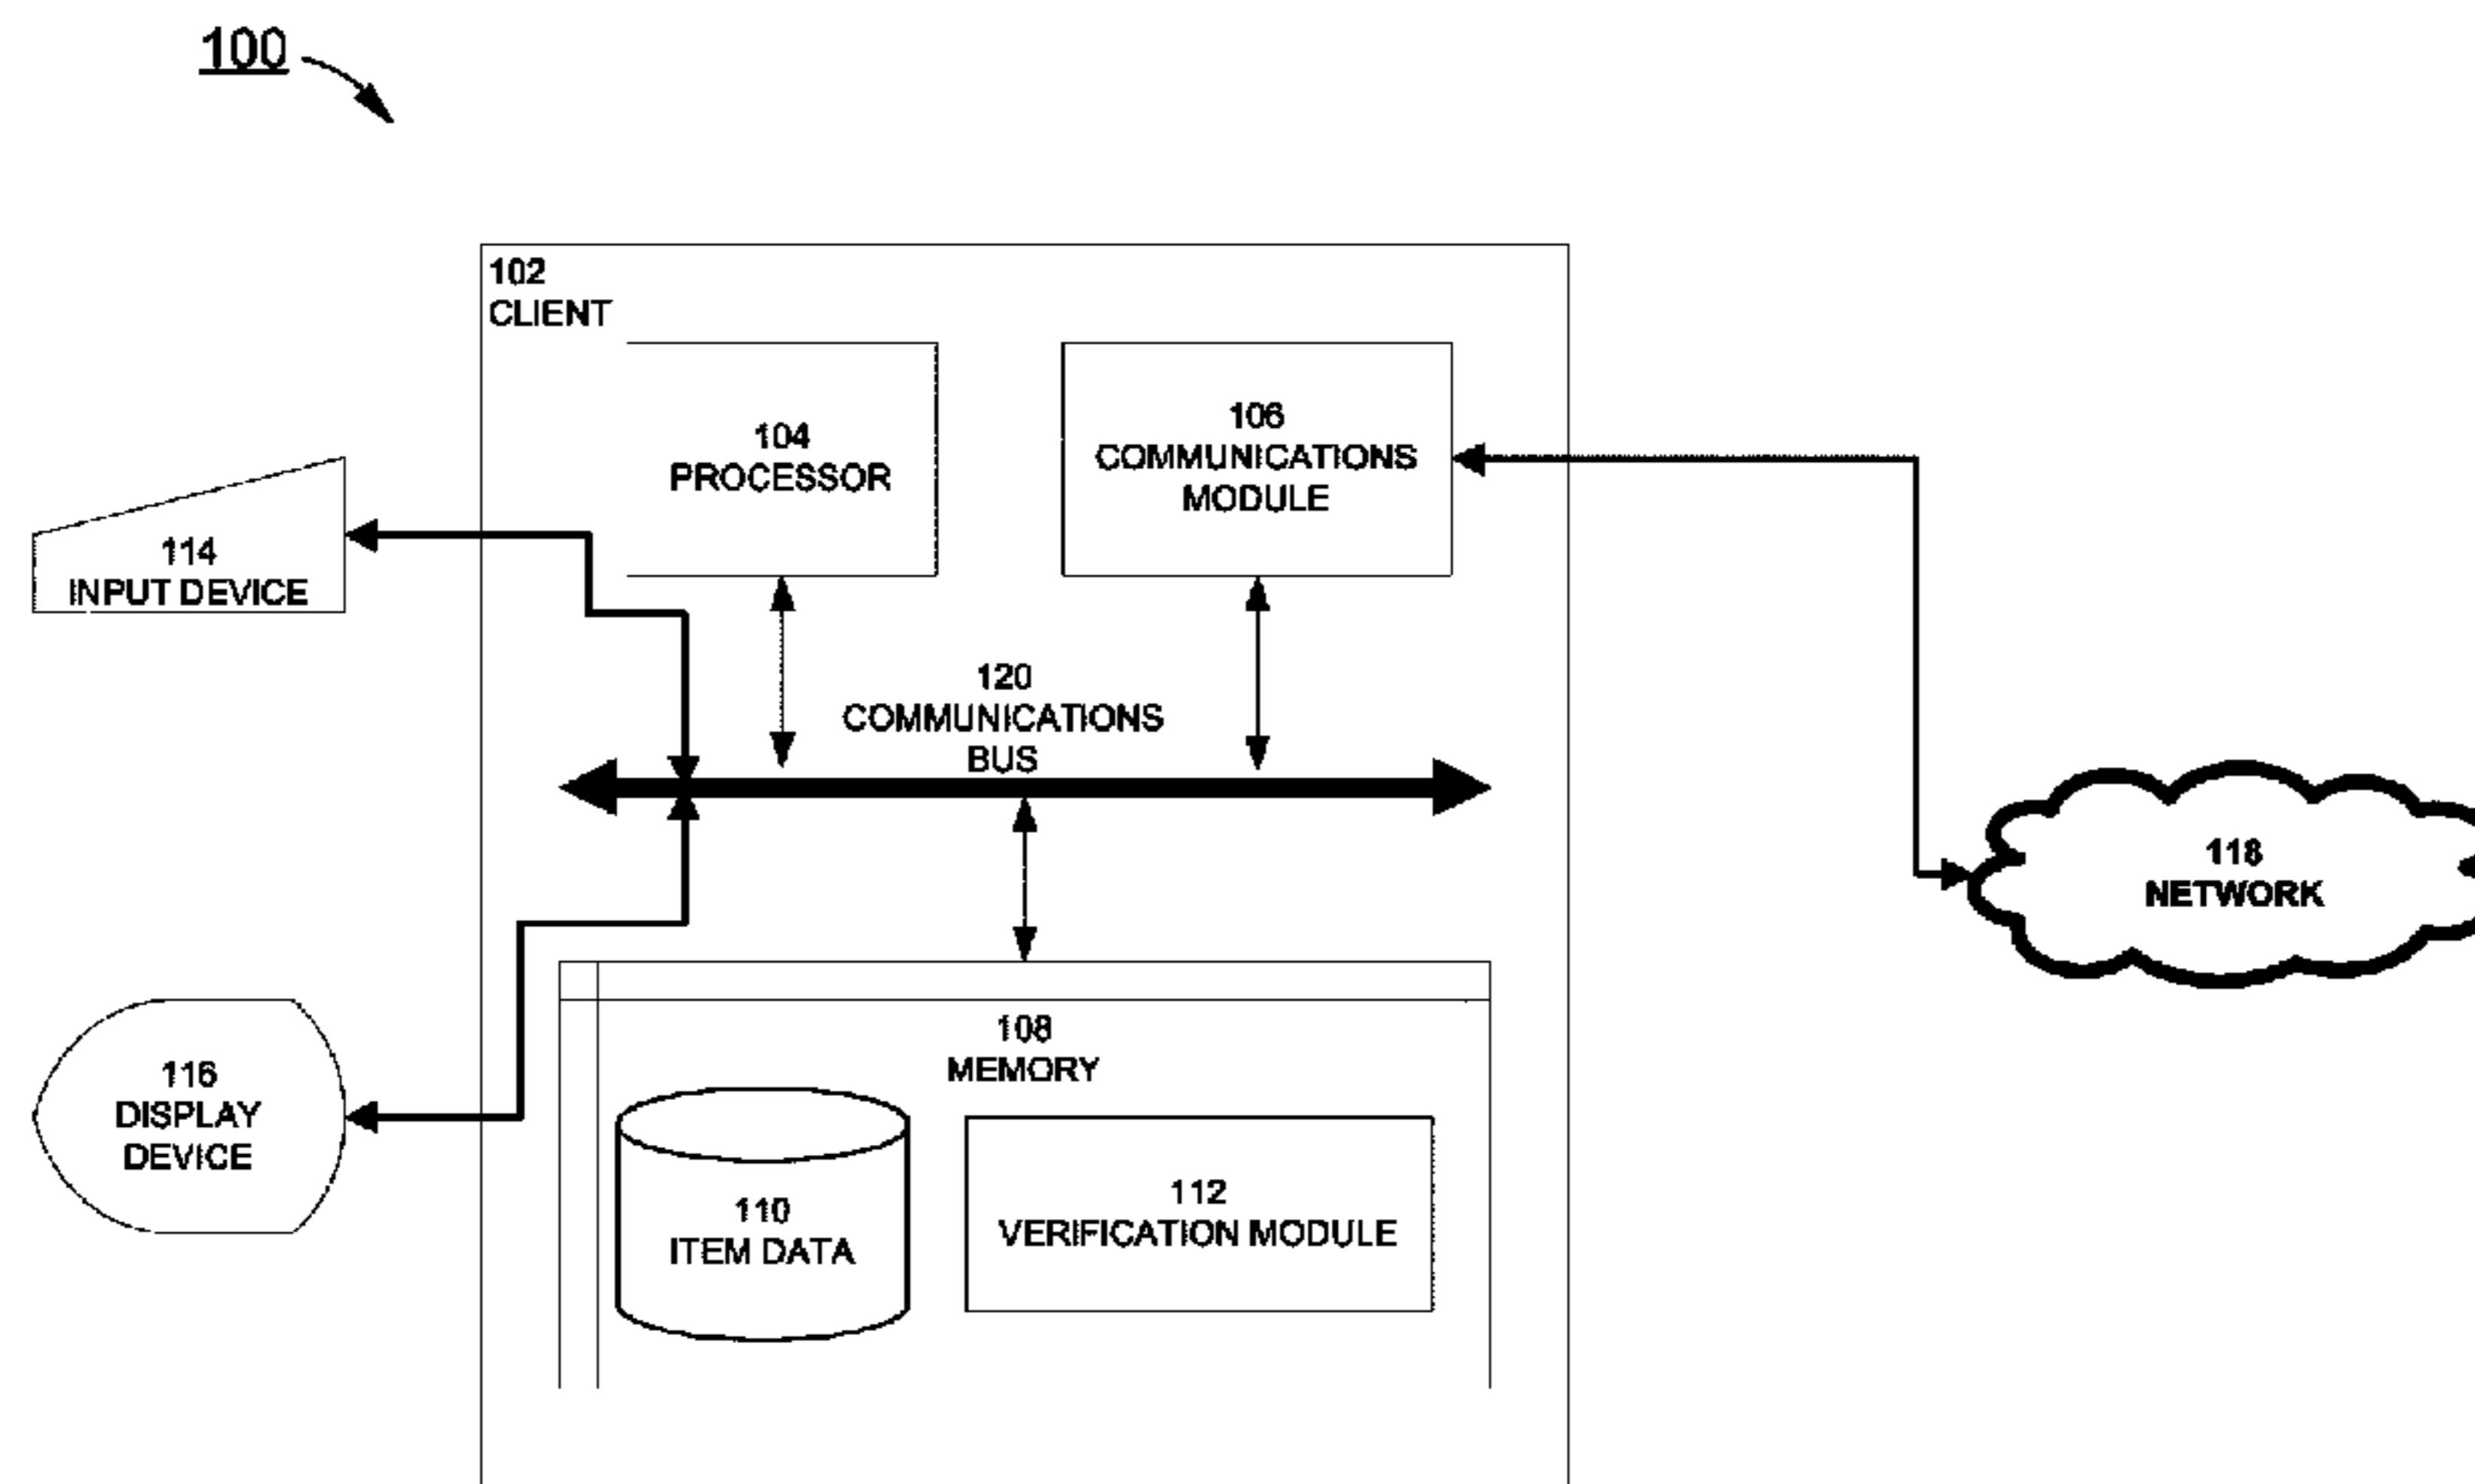 100
102
CLIENT
104
PROCESSOR
106
COMMUNICATIONS
MODULE
114
INPUT DEVICE
120
COMMUNICATIONS
BUS
118
NETWORK
108
MEMORY
116
DISPLAY
DEVICE
110
ITEM DATA
112
VERIFICATION MODULE